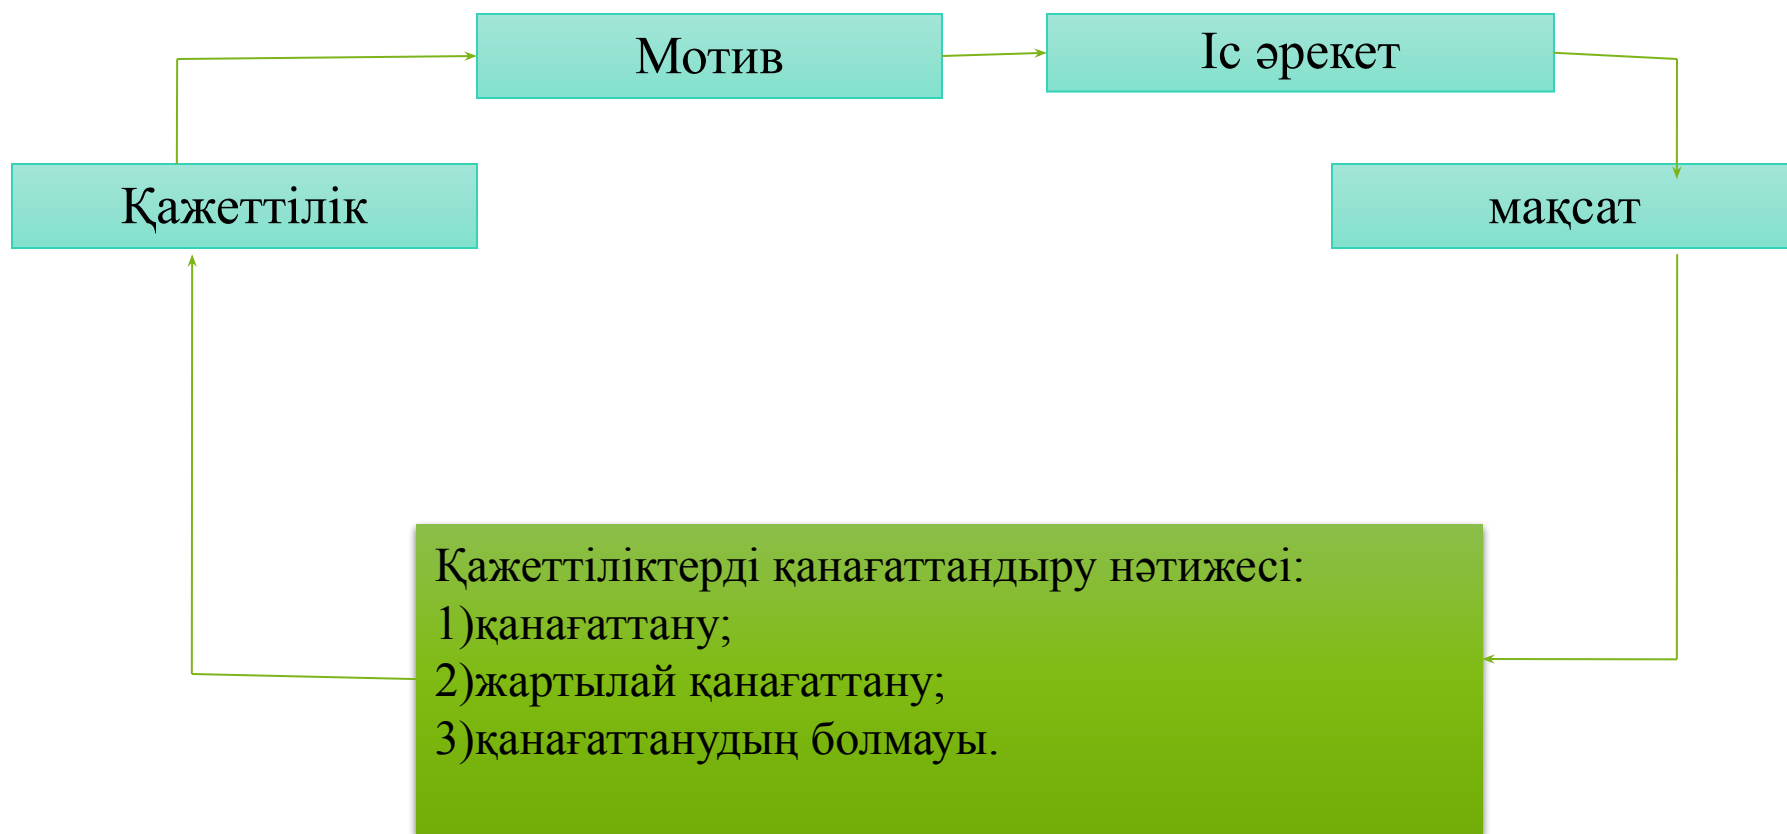 Мотив
Іс әрекет
Қажеттілік
мақсат
Қажеттіліктерді қанағаттандыру нәтижесі:
1)қанағаттану;
2)жартылай қанағаттану;
3)қанағаттанудың болмауы.